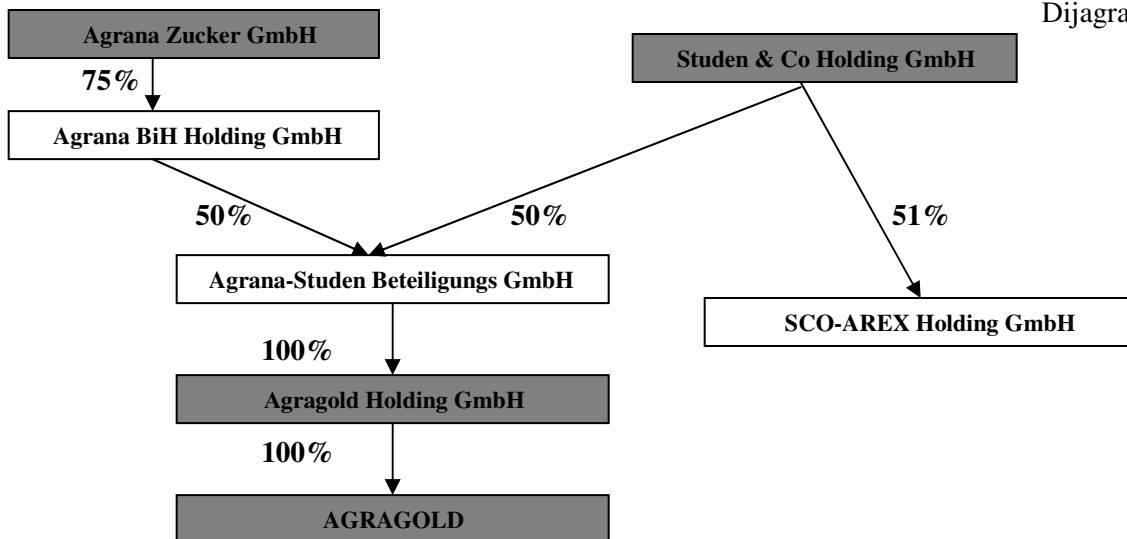 Dijagra
Agrana Zucker GmbH
Studen & Co Holding GmbH
75%
Agrana BiH Holding GmbH
50%
50%
51%
Agrana-Studen Beteiligungs GmbH
SCO-AREX Holding GmbH
100%
Agragold Holding GmbH
100%
AGRAGOLD